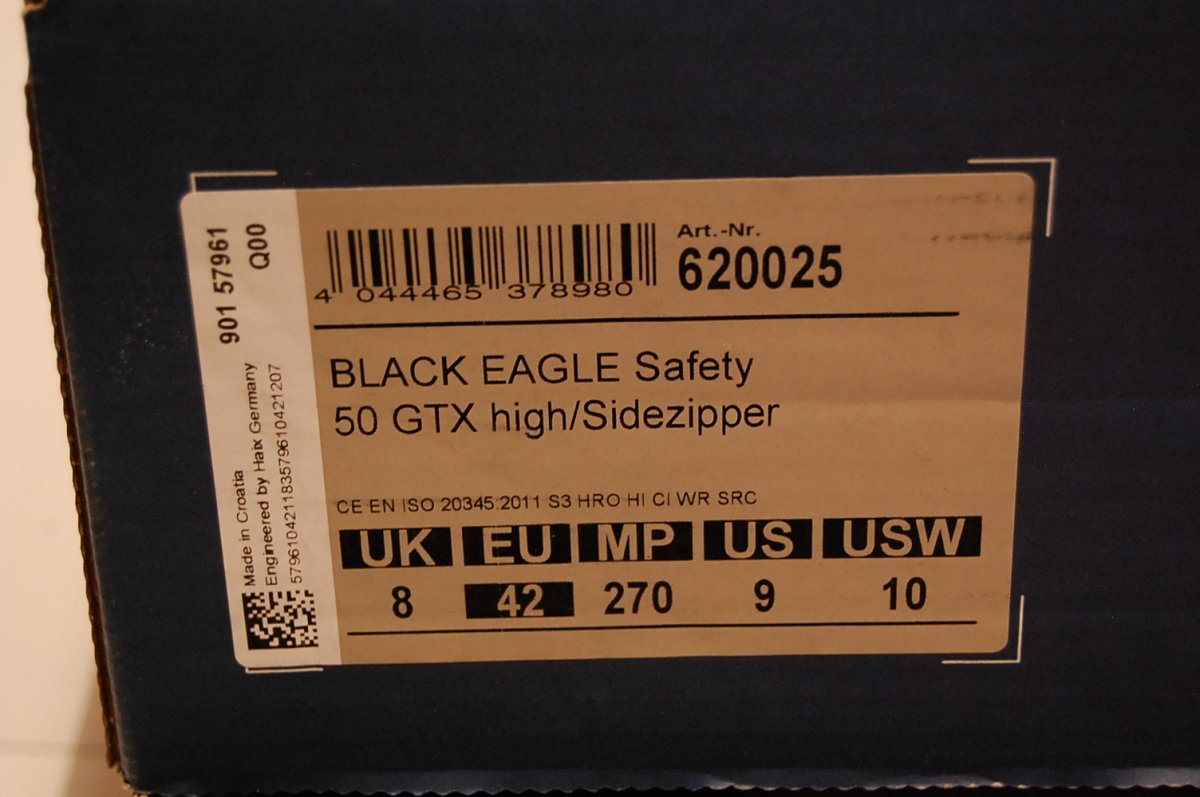 901 57961
Q00
Made in Croatia
Engineered by Haix Germany
579610421183579610421207
4 044465 378980
Art.-Nr.
620025
BLACK EAGLE Safety
50 GTX high/Sidezipper
CE EN ISO 20345:2011 S3 HRO HI CI WR SRC
UK EU MP US USW
8 42 270 9 10